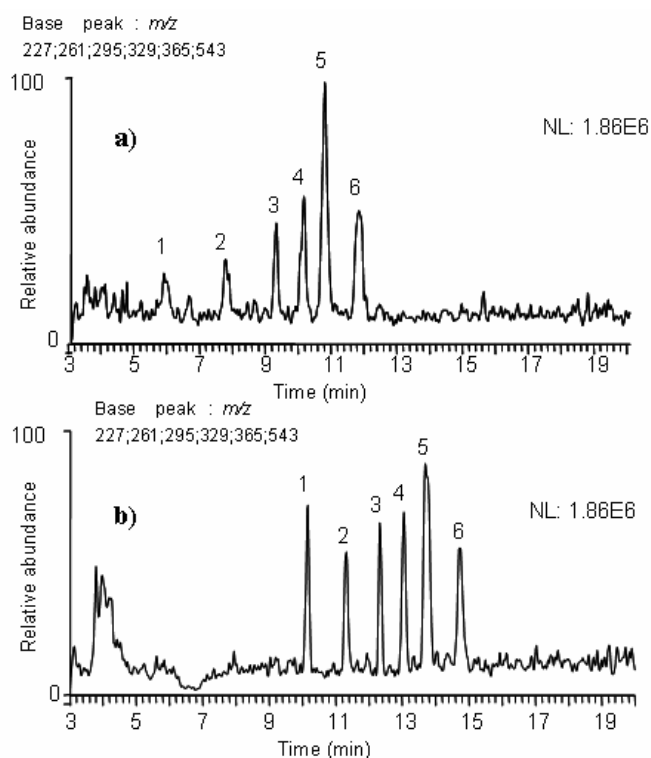 Base peak : m/z
227;261;295;329;365;543
100
5
a)
NL: 1.86E6
4
3
6
2
1
Relative abundance
0
3 5 7 9 11 13 15 17 19
Time (min)
Base peak : m/z
227;261;295;329;365;543
100
5
1
4
3
b)
NL: 1.86E6
2
6
Relative abundance
0
3 5 7 9 11 13 15 17 19
Time (min)